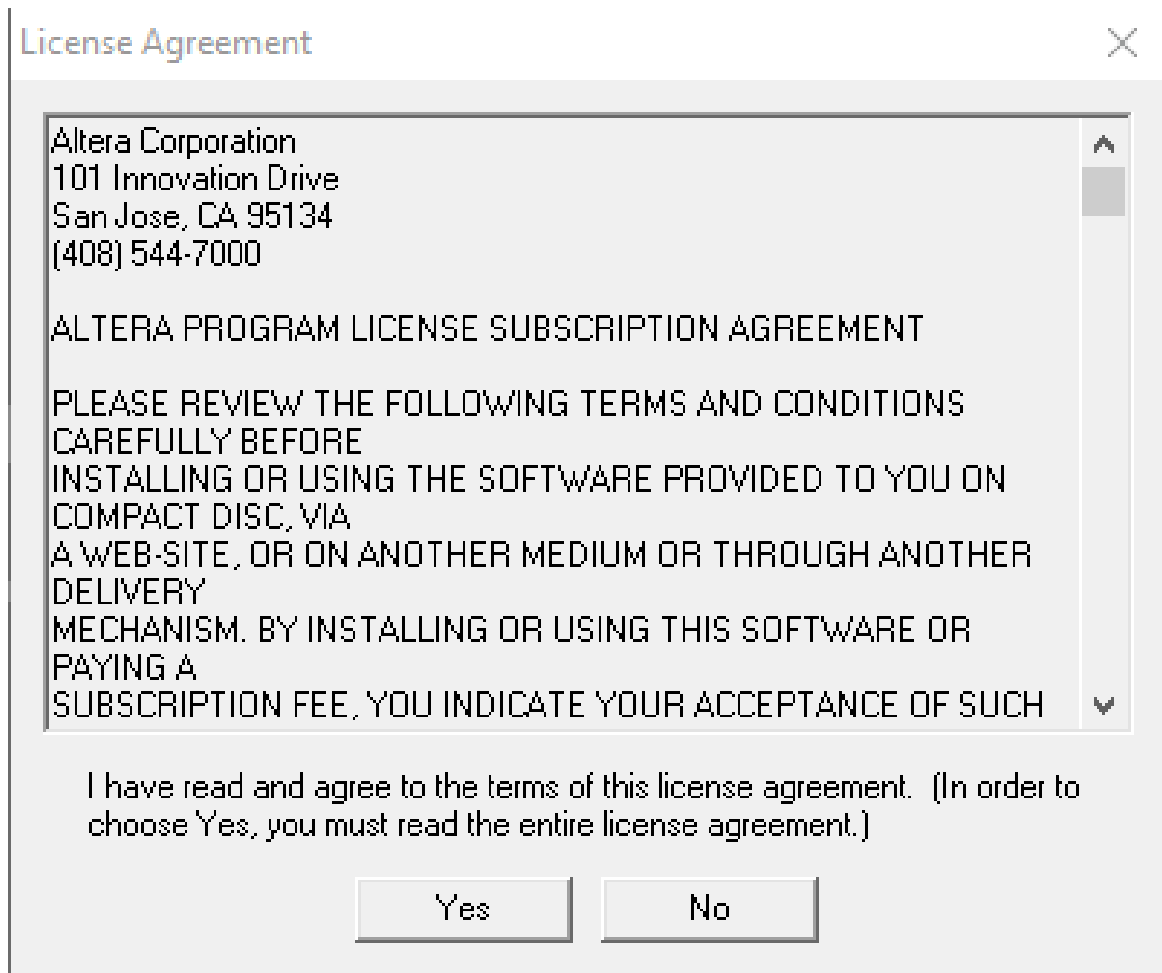 License Agreement
Altera Corporation
101 Innovation Drive
San Jose, CA 95134
(408) 544-7000
ALTERA PROGRAM LICENSE SUBSCRIPTION AGREEMENT
PLEASE REVIEW THE FOLLOWING TERMS AND CONDITIONS
CAREFULLY BEFORE
INSTALLING OR USING THE SOFTWARE PROVIDED TO YOU ON
COMPACT DISC, VIA
A WEB-SITE, OR ON ANOTHER MEDIUM OR THROUGH ANOTHER
DELIVERY
MECHANISM. BY INSTALLING OR USING THIS SOFTWARE OR
PAYING A
SUBSCRIPTION FEE, YOU INDICATE YOUR ACCEPTANCE OF SUCH
I have read and agree to the terms of this license agreement.  (In order to
choose Yes, you must read the entire license agreement.)
Yes
No